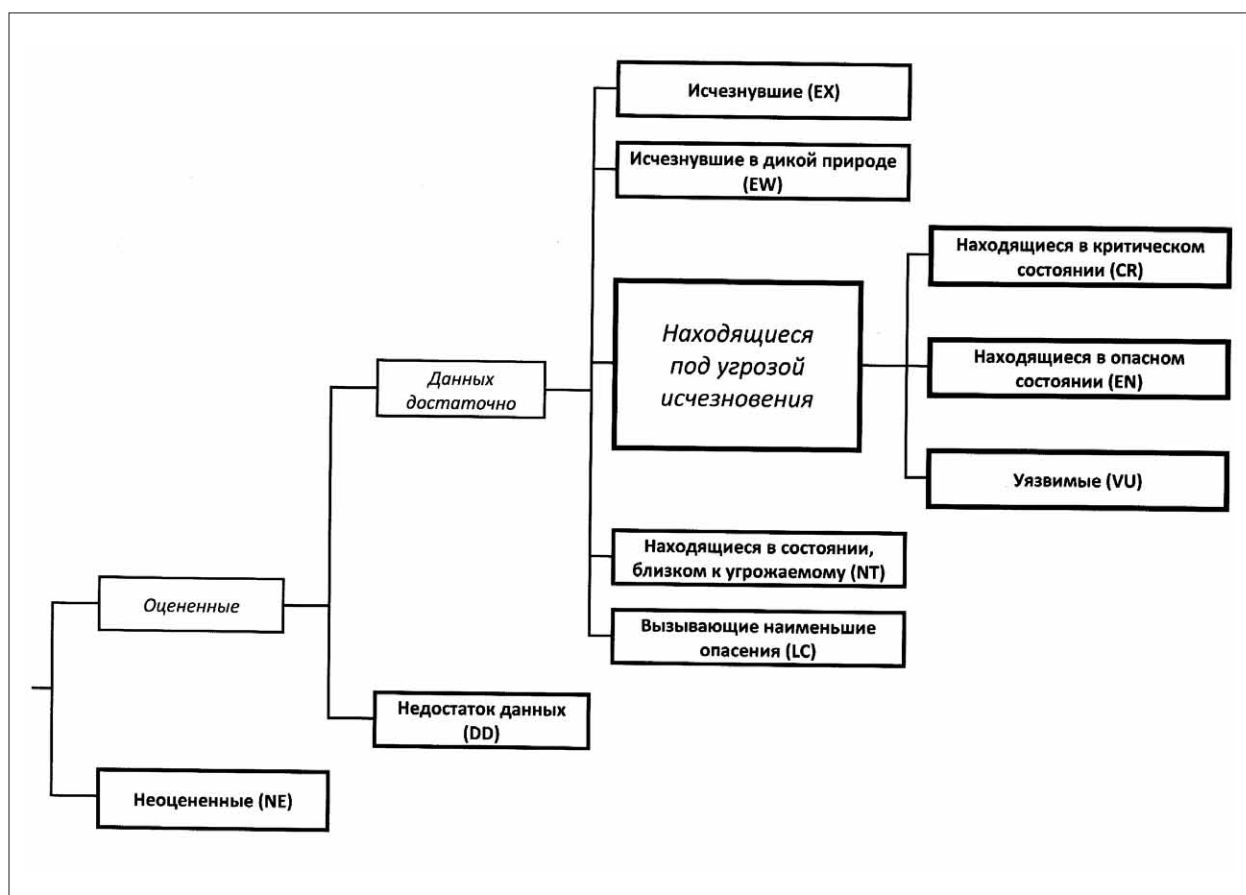 Исчезнувшие (EX)
Исчезнувшие в дикой природе
(EW)
Находящиеся в критическом
состоянии (CR)
Находящиеся
под угрозой
исчезновения
Находящиеся в опасном
состоянии (EN)
Данных
достаточно
Уязвимые (VU)
Находящиеся в состоянии,
близком к угрожаемому (NT)
Оцененные
Вызывающие наименьшие
опасения (LC)
Недостаток данных
(DD)
Неоцененные (NE)